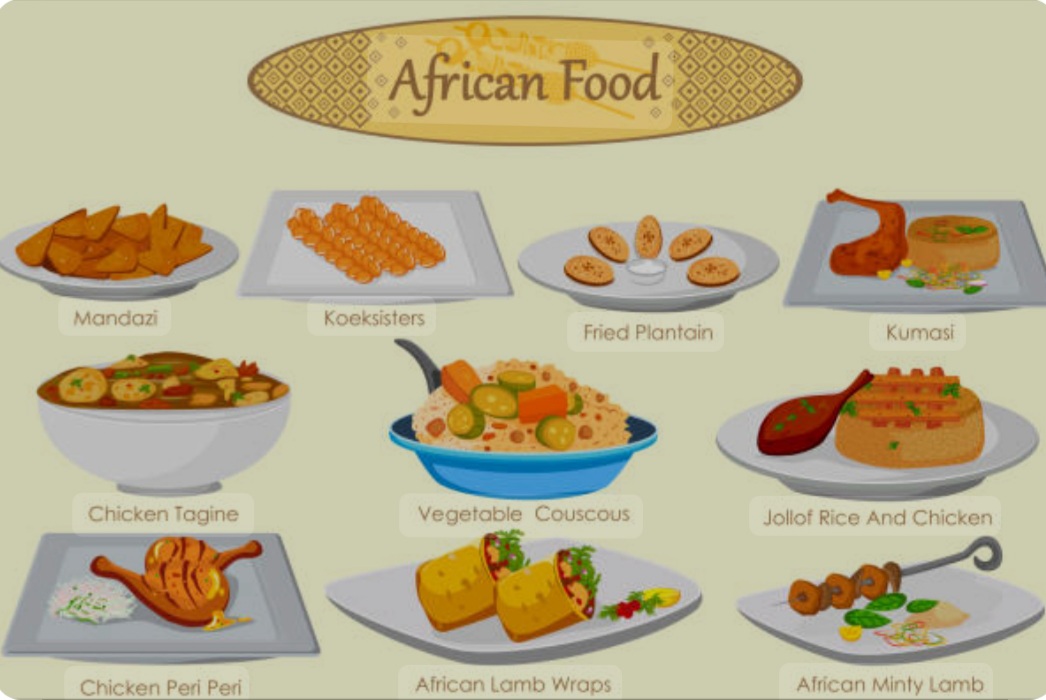 African Food
Mandazi
Koeksisters
Fried Plantain
Kumasi
Chicken Tagine
Vegetable Couscous
Jollof Rice And Chicken
Chicken Peri Peri
African Lamb Wraps
African Minty Lamb